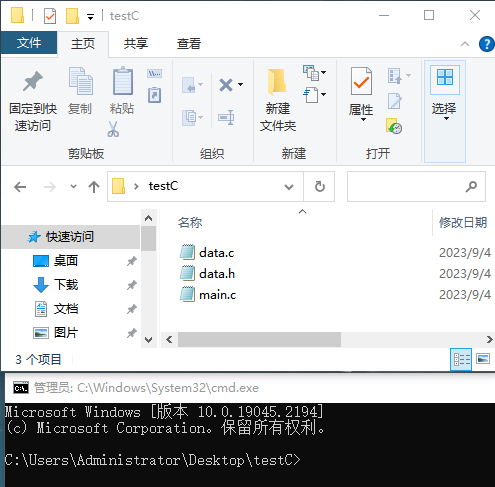 testC
文件
主页
共享
查看
固定到快速访问
复制
粘贴
新建文件夹
属性
选择
剪贴板
组织
新建
打开
testC
名称
修改日期
快速访问
桌面
下载
文档
图片
data.c
2023/9/4
data.h
2023/9/4
main.c
2023/9/4
3 个项目
管理员: C:\Windows\System32\cmd.exe
Microsoft Windows [版本 10.0.19045.2194]
(c) Microsoft Corporation。保留所有权利。
C:\Users\Administrator\Desktop\testC>